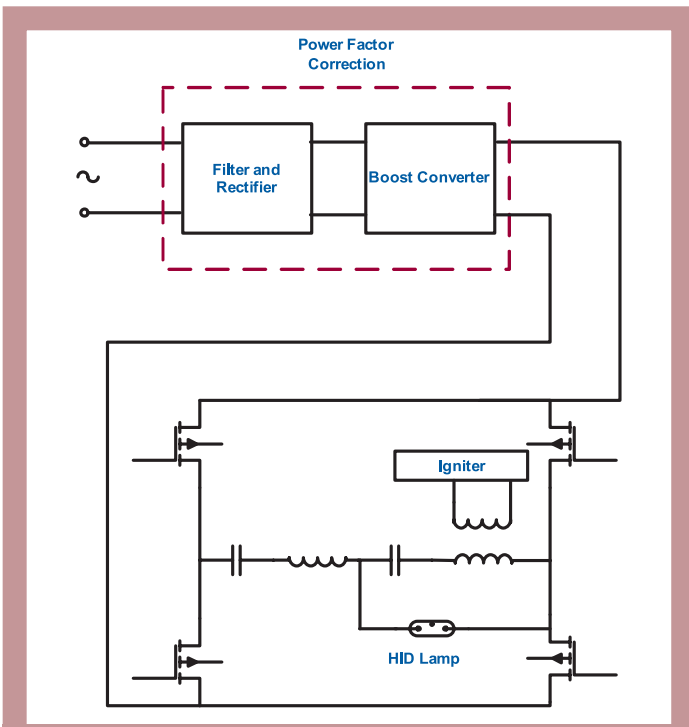 Power Factor
Correction
Filter and
Rectifier
Boost Converter
Igniter
HID Lamp